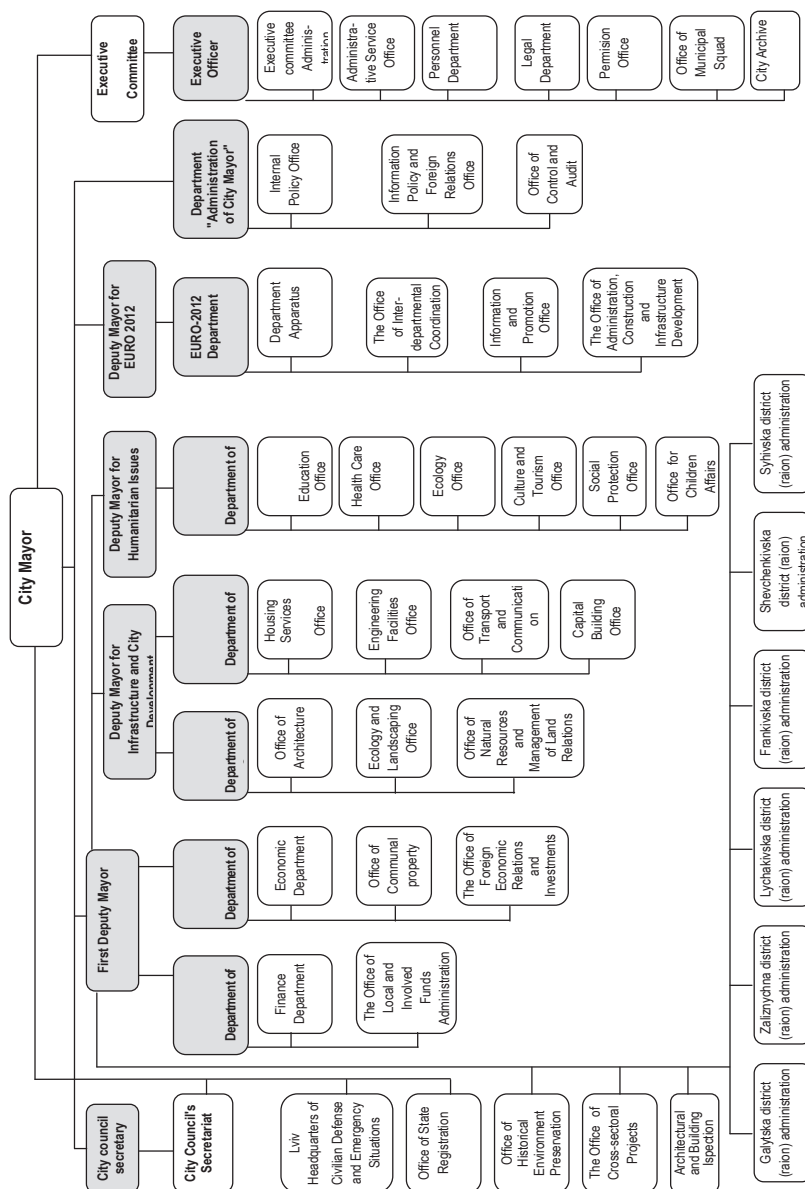 City Mayor
City council
secretary
First Deputy Mayor
Deputy Mayor for
Infrastructure and City
Development
Deputy Mayor for
Humanitarian Issues
Deputy Mayor for
EURO 2012
Executive
Committee
City Council's
Secretariat
Department of
Department of
Department of
Department of
Department of
EURO-2012
Department
Department
"Administration
of City Mayor"
Executive
Officer
Lviv
Headquarters of
Civilian Defense
and Emergency
Situations
Office of State
Registration
Office of
Historical
Environment
Preservation
The Office of
Cross-sectoral
Projects
Architectural
and Building
Ispection
Finance
Department
The Office of
Local and
Involved
Funds
Administration
Economic
Department
Office of
Communal
property
The Office of
Foreign
Economic
Relations
and
Investments
Office of
Architecture
Ecology and
Landscaping
Office
Office of
Natural
Resources
and
Management
of Land
Relations
Housing
Services
Office
Engineering
Facilities
Office
Office of
Transport
and
Communicati
on
Capital
Building
Office
Education
Office
Health Care
Office
Ecology
Office
Culture and
Tourism
Office
Social
Protection
Office
Office for
Children
Affairs
Department
Apparatus
The Office
of Inter-
departmental
Coordination
Information
and
Promotion
Office
The Office of
Administration,
Construction
and
Infrastructure
Development
Internal
Policy Office
Information
Policy and
Foreign
Relations
Office
Office of
Control and
Audit
Executive
committee
Adminis-
tration
Administra-
tive Service
Office
Personnel
Department
Legal
Department
Permision
Office
Office of
Municipal
Squad
City Archive
Galytska district
(raion) administration
Zaliznychna district
(raion) administration
Lychakivska district
(raion) administration
Frankivska district
(raion) administration
Shevchenkivska
district (raion)
administration
Syhivska district
(raion) administration